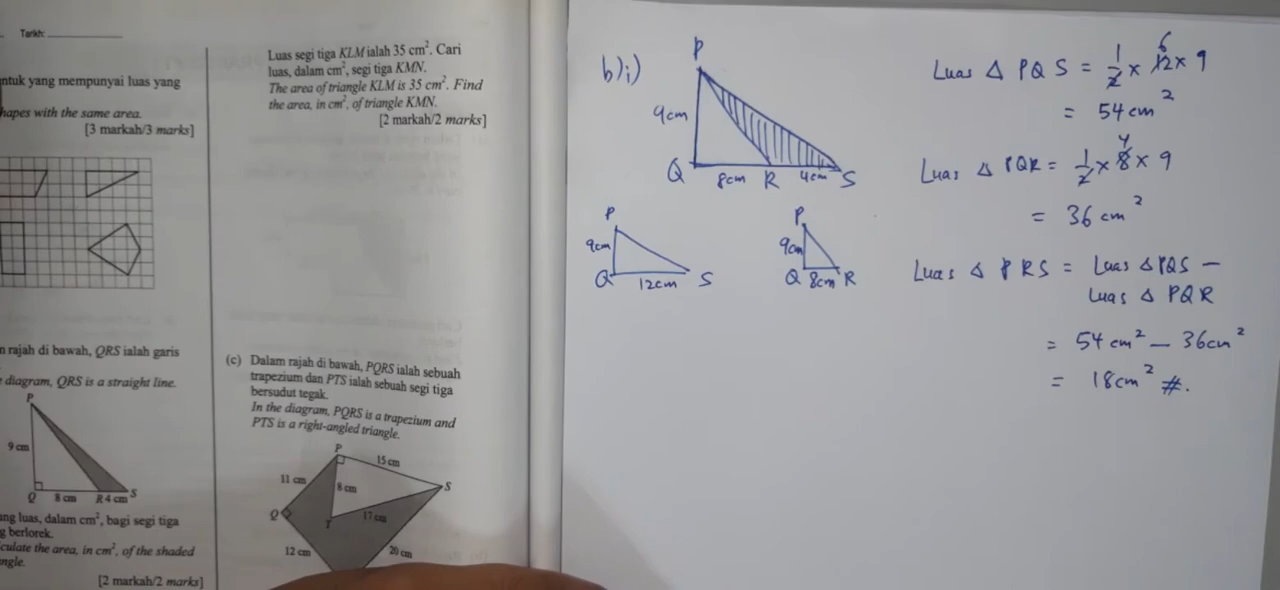 Tarikh:
ntuk yang mempunyai luas yang
hapes with the same area.
[3 markah/3 marks]
n rajah di bawah, QRS ialah garis
diagram, QRS is a straight line.
P
9 cm
Q 8 cm R 4 cm S
ng luas, dalam cm², bagi segi tiga
g berlorek.
culate the area, in cm², of the shaded
ngle.
[2 markah/2 marks]
Luas segi tiga KLM ialah 35 cm². Cari
luas, dalam cm², segi tiga KMN.
The area of triangle KLM is 35 cm². Find
the area, in cm², of triangle KMN.
[2 markah/2 marks]
(c) Dalam rajah di bawah, PQRS ialah sebuah
trapezium dan PTS ialah sebuah segi tiga
bersudut tegak.
In the diagram, PQRS is a trapezium and
PTS is a right-angled triangle.
P
15 cm
11 cm
8 cm
S
Q
T
17 cm
12 cm
20 cm
b)i)
P
9cm
Q 8cm R 4cm S
P
9cm
Q 12cm S
P
9cm
Q 8cm R
Luas Δ PQS = 1/2 × 12 × 9
6
= 54 cm²
Luas Δ PQR = 1/2 × 8 × 9
4
= 36 cm²
Luas Δ PRS = Luas Δ PQS −
Luas Δ PQR
= 54 cm² − 36 cm²
= 18 cm² #.